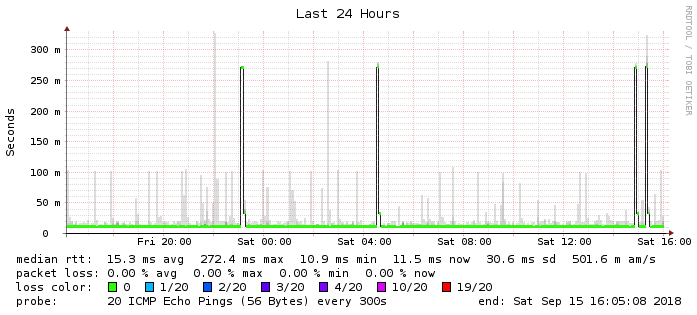 Last 24 Hours
RRDTOOL / TOBI OETIKER
Seconds
300 m
250 m
200 m
150 m
100 m
50 m
0
Fri 20:00 Sat 00:00 Sat 04:00 Sat 08:00 Sat 12:00 Sat 16:00
median rtt: 15.3 ms avg 272.4 ms max 10.9 ms min 11.5 ms now 30.6 ms sd 501.6 m am/s
packet loss: 0.00 % avg 0.00 % max 0.00 % min 0.00 % now
loss color: 0 1/20 2/20 3/20 4/20 10/20 19/20
probe: 20 ICMP Echo Pings (56 Bytes) every 300s end: Sat Sep 15 16:05:08 2018